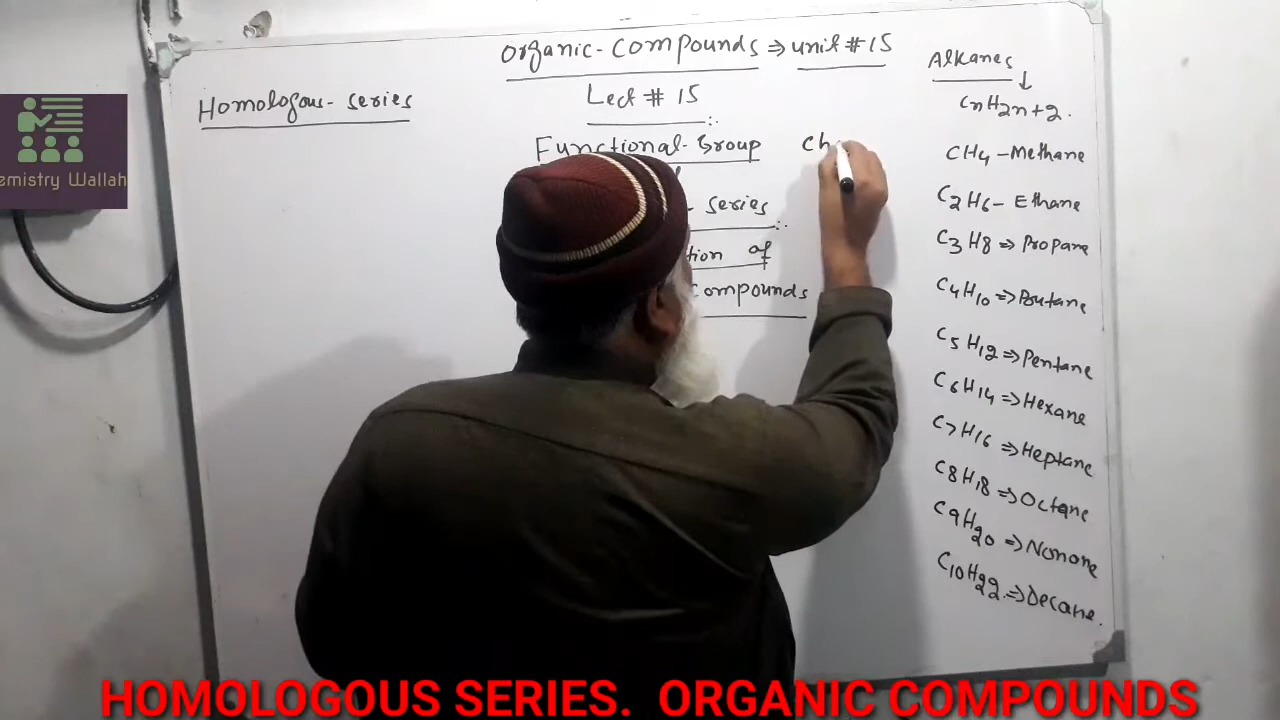 organic-compounds ⇒ unit # 15
Lect # 15
Homologous-series
Functional-Group
- series
tion of
compounds
Ch
Alkanes
↓
CnH2n+2.
CH4 - Methane
C2H6 - Ethane
C3H8 ⇒ Propane
C4H10 ⇒ Boutane
C5H12 ⇒ Pentane
C6H14 ⇒ Hexane
C7H16 ⇒ Heptane
C8H18 ⇒ Octane
C9H20 ⇒ Nonone
C10H22 ⇒ Decane.
emistry Wallah
HOMOLOGOUS SERIES. ORGANIC COMPOUNDS